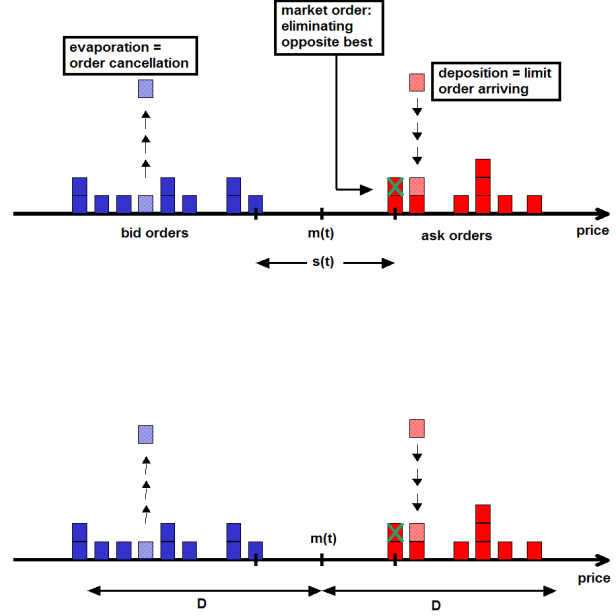 market order:
eliminating
opposite best
evaporation =
order cancellation
deposition = limit
order arriving
bid orders
m(t)
ask orders
price
s(t)
m(t)
price
D
D